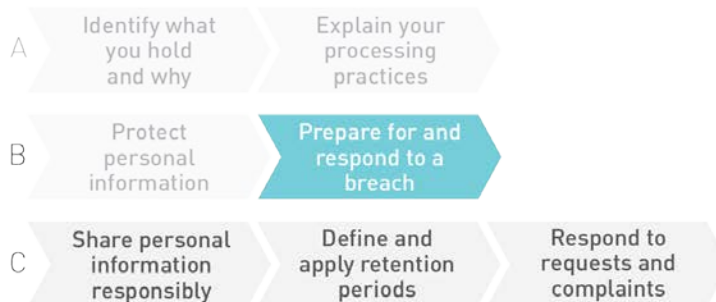 A
Identify what
you hold
and why
Explain your
processing
practices
B
Protect
personal
information
Prepare for and
respond to a
breach
C
Share personal
information
responsibly
Define and
apply retention
periods
Respond to
requests and
complaints